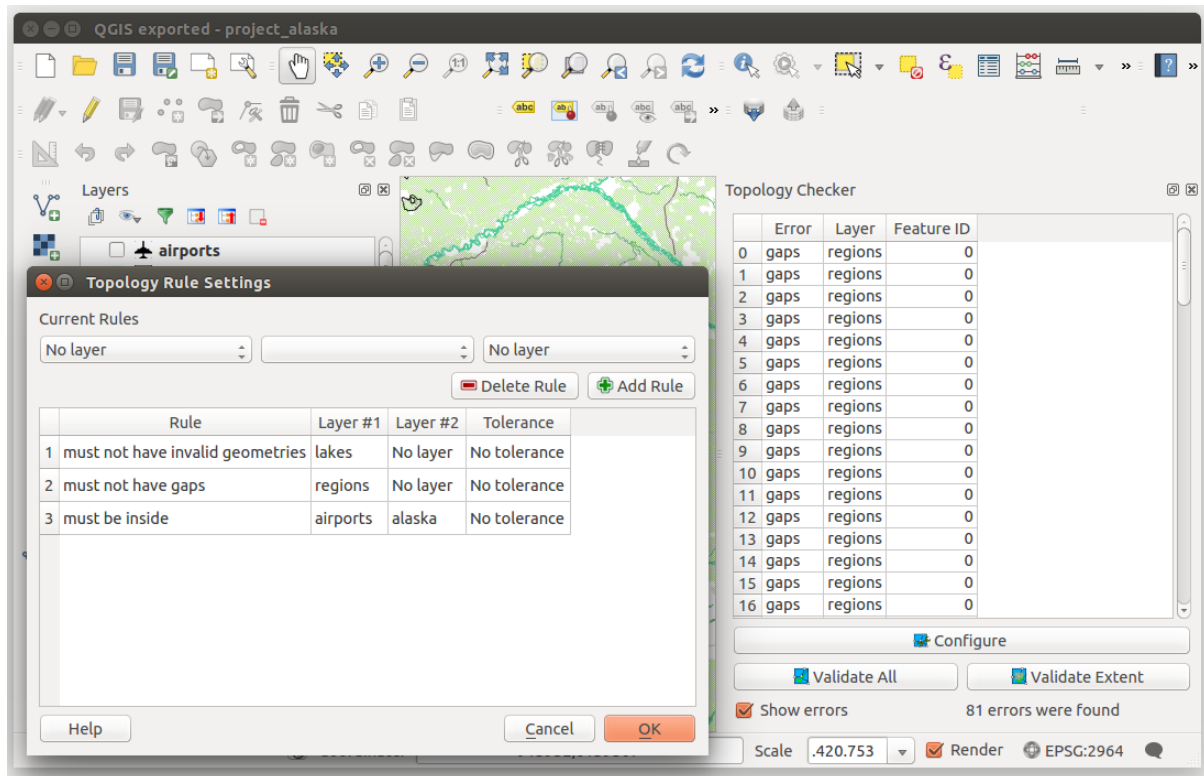 QGIS exported - project_alaska
Layers
airports
Topology Rule Settings
Current Rules
No layer No layer
Delete Rule Add Rule
Rule Layer #1 Layer #2 Tolerance
1 must not have invalid geometries lakes No layer No tolerance
2 must not have gaps regions No layer No tolerance
3 must be inside airports alaska No tolerance
Help Cancel OK
Topology Checker
Error Layer Feature ID
0 gaps regions 0
1 gaps regions 0
2 gaps regions 0
3 gaps regions 0
4 gaps regions 0
5 gaps regions 0
6 gaps regions 0
7 gaps regions 0
8 gaps regions 0
9 gaps regions 0
10 gaps regions 0
11 gaps regions 0
12 gaps regions 0
13 gaps regions 0
14 gaps regions 0
15 gaps regions 0
16 gaps regions 0
Configure
Validate All Validate Extent
Show errors 81 errors were found
Scale .420.753 Render EPSG:2964